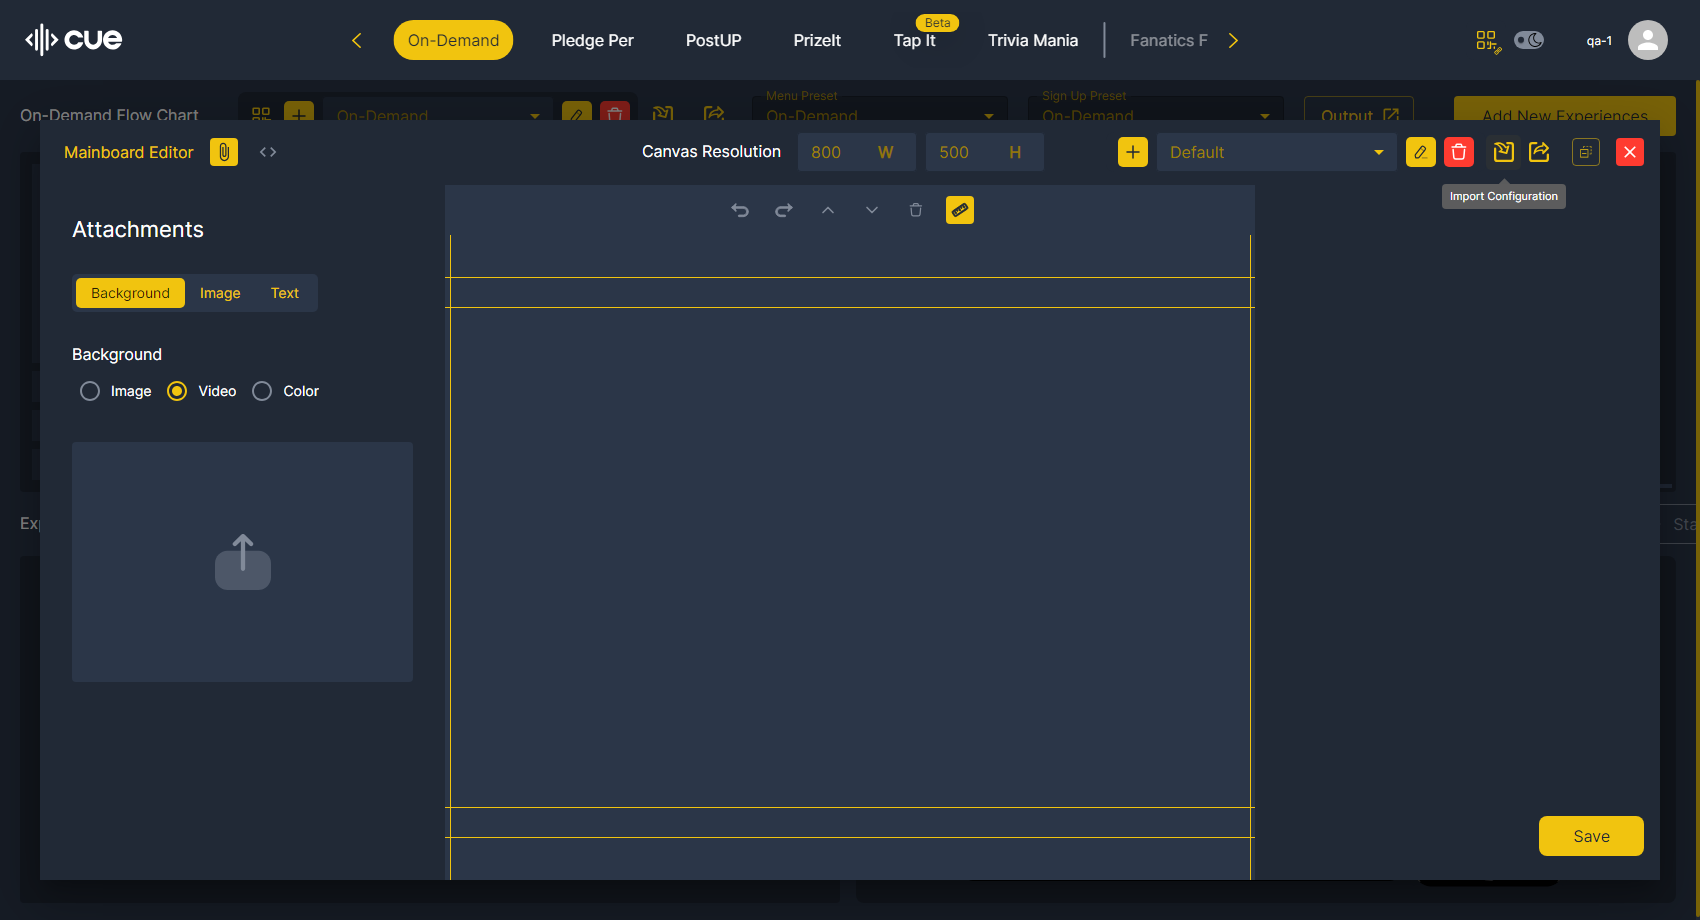 cue
On-Demand
Pledge Per
PostUP
PrizeIt
Beta
Tap It
Trivia Mania
Fanatics F
qa-1
On-Demand Flow Chart
On-Demand
Menu Preset
On-Demand
Sign Up Preset
On-Demand
Output
Add New Experiences
Mainboard Editor
Canvas Resolution
800 W
500 H
Default
Import Configuration
Attachments
Background
Image
Text
Background
Image
Video
Color
Exp
Sta
Save